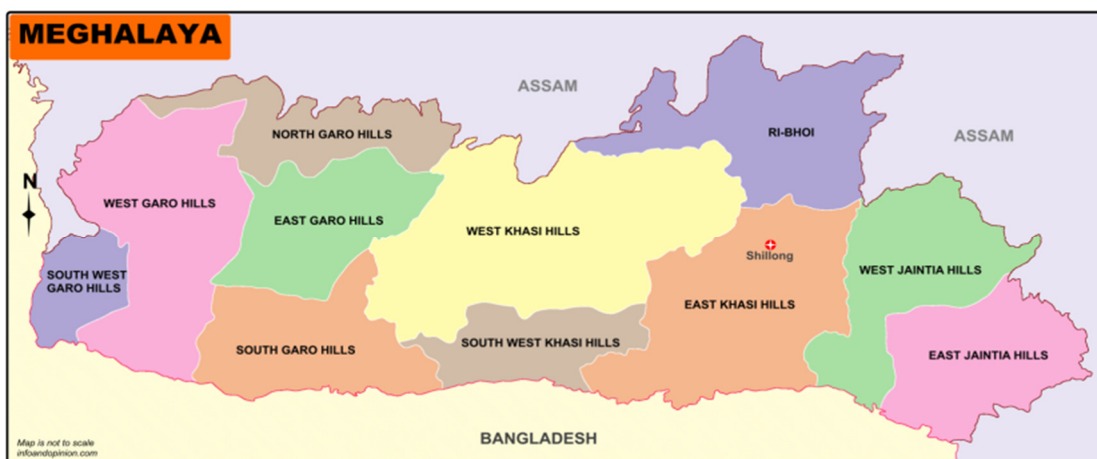 MEGHALAYA
ASSAM
NORTH GARO HILLS
RI-BHOI
ASSAM
N
WEST GARO HILLS
EAST GARO HILLS
WEST KHASI HILLS
Shillong
SOUTH WEST
GARO HILLS
WEST JAINTIA HILLS
EAST KHASI HILLS
SOUTH GARO HILLS
SOUTH WEST KHASI HILLS
EAST JAINTIA HILLS
BANGLADESH
Map is not to scale
infoandopinion.com